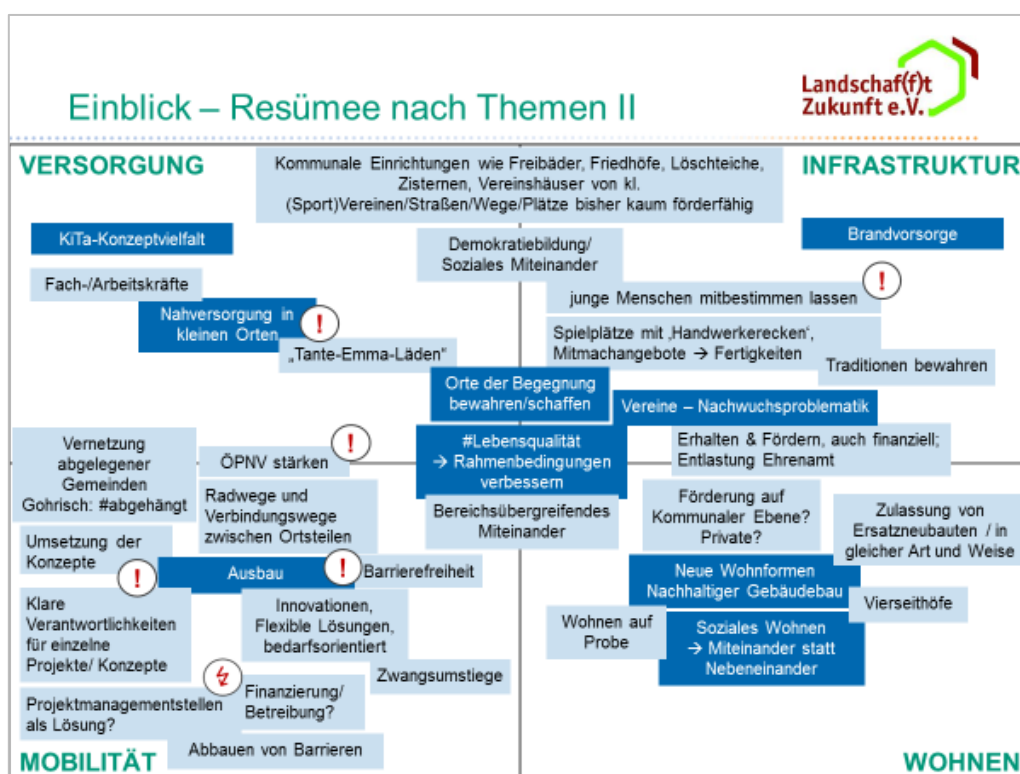 Einblick – Resümee nach Themen II
Landschaf(f)t
Zukunft e.V.
VERSORGUNG
INFRASTRUKTUR
Kommunale Einrichtungen wie Freibäder, Friedhöfe, Löschteiche,
Zisternen, Vereinshäuser von kl.
(Sport)Vereinen/Straßen/Wege/Plätze bisher kaum förderfähig
KiTa-Konzeptvielfalt
Fach-/Arbeitskräfte
Nahversorgung in
kleinen Orten
!
„Tante-Emma-Läden“
Demokratiebildung/
Soziales Miteinander
Brandvorsorge
junge Menschen mitbestimmen lassen
!
Spielplätze mit ‚Handwerkerecken‘,
Mitmachangebote → Fertigkeiten
Traditionen bewahren
Orte der Begegnung
bewahren/schaffen
Vereine – Nachwuchsproblematik
Erhalten & Fördern, auch finanziell;
Entlastung Ehrenamt
#Lebensqualität
→ Rahmenbedingungen
verbessern
Bereichsübergreifendes
Miteinander
Vernetzung
abgelegener
Gemeinden
Gohrisch: #abgehängt
ÖPNV stärken
!
Radwege und
Verbindungswege
zwischen Ortsteilen
Umsetzung der
Konzepte
!
Ausbau
!
Barrierefreiheit
Klare
Verantwortlichkeiten
für einzelne
Projekte/ Konzepte
Innovationen,
Flexible Lösungen,
bedarfsorientiert
Zwangsumstiege
Projektmanagementstellen
als Lösung?
Finanzierung/
Betreibung?
Abbauen von Barrieren
MOBILITÄT
Förderung auf
Kommunaler Ebene?
Private?
Zulassung von
Ersatzneubauten / in
gleicher Art und Weise
Neue Wohnformen
Nachhaltiger Gebäudebau
Vierseithöfe
Wohnen auf
Probe
Soziales Wohnen
→ Miteinander statt
Nebeneinander
WOHNEN